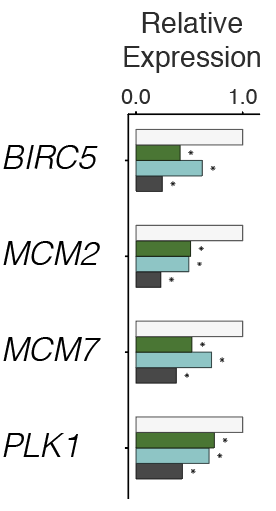 Relative
Expression
0.0 1.0
BIRC5
*
*
*
MCM2
*
*
*
MCM7
*
*
*
PLK1
*
*
*